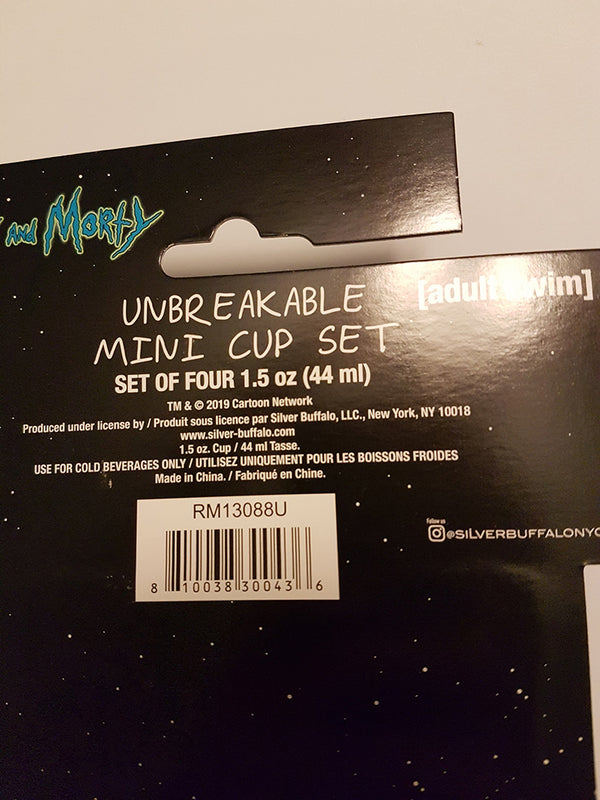 and Morty
UNBREAKABLE
MINI CUP SET
[adult swim]
SET OF FOUR 1.5 oz (44 ml)
TM & © 2019 Cartoon Network
Produced under license by / Produit sous licence par Silver Buffalo, LLC., New York, NY 10018
www.silver-buffalo.com
1.5 oz. Cup / 44 ml Tasse.
USE FOR COLD BEVERAGES ONLY / UTILISEZ UNIQUEMENT POUR LES BOISSONS FROIDES
Made in China. / Fabriqué en Chine.
RM13088U
8 10038 30043 6
Follow us
@SILVERBUFFALONYC